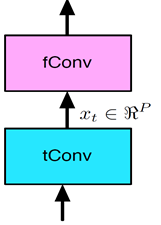 fConv
x_t ∈ ℜ^P
tConv